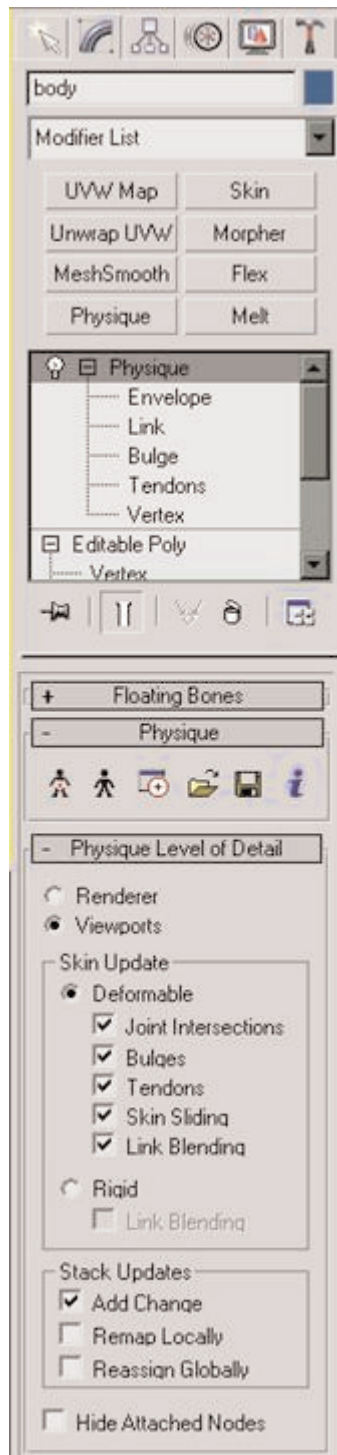 body
Modifier List
UVW Map Skin
Unwrap UVW Morpher
MeshSmooth Flex
Physique Melt
Physique
Envelope
Link
Bulge
Tendons
Vertex
Editable Poly
Vertex
+ Floating Bones
- Physique
- Physique Level of Detail
Renderer
Viewports
Skin Update
Deformable
Joint Intersections
Bulges
Tendons
Skin Sliding
Link Blending
Rigid
Link Blending
Stack Updates
Add Change
Remap Locally
Reassign Globally
Hide Attached Nodes